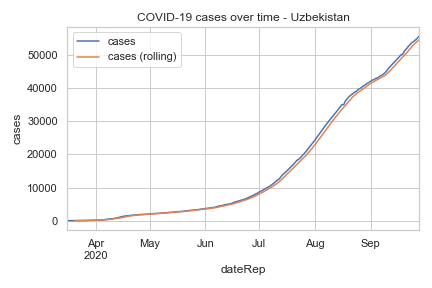 COVID-19 cases over time - Uzbekistan
cases
cases (rolling)
50000
40000
30000
20000
10000
0
cases
Apr May Jun Jul Aug Sep
2020
dateRep